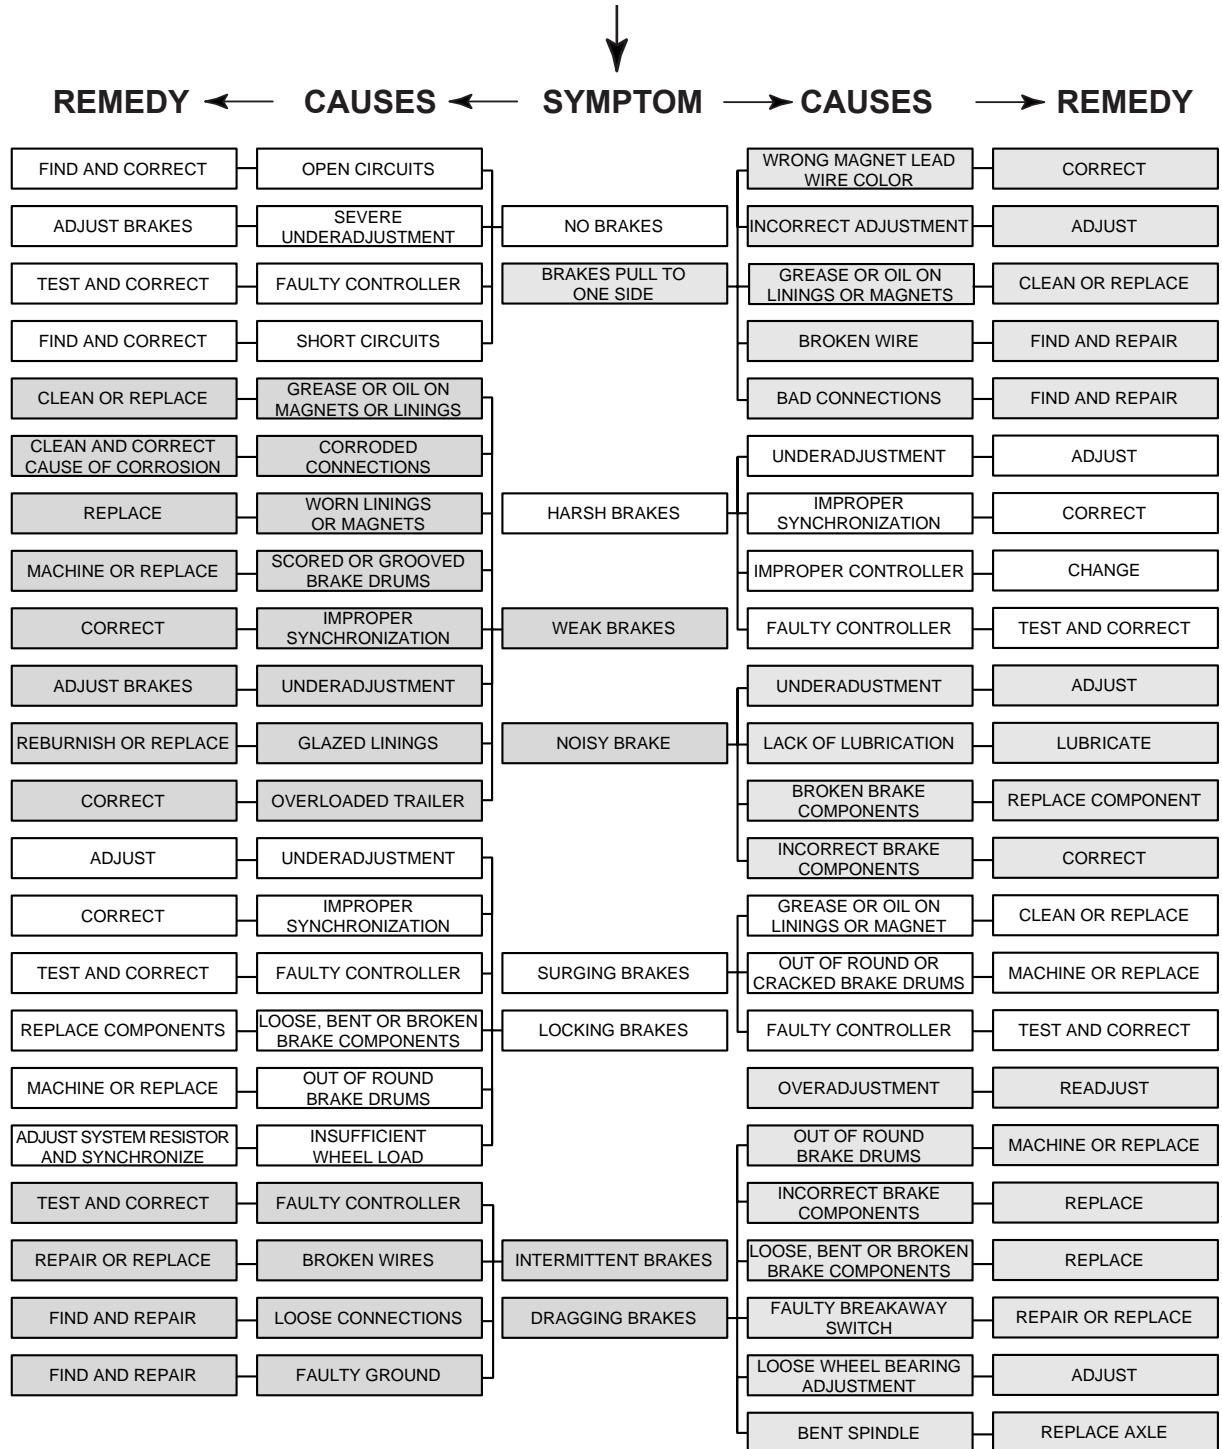 REMEDY CAUSES SYMPTOM CAUSES REMEDY
FIND AND CORRECT
OPEN CIRCUITS
ADJUST BRAKES
SEVERE
UNDERADJUSTMENT
TEST AND CORRECT
FAULTY CONTROLLER
FIND AND CORRECT
SHORT CIRCUITS
NO BRAKES
BRAKES PULL TO
ONE SIDE
WRONG MAGNET LEAD
WIRE COLOR
CORRECT
INCORRECT ADJUSTMENT
ADJUST
GREASE OR OIL ON
LININGS OR MAGNETS
CLEAN OR REPLACE
BROKEN WIRE
FIND AND REPAIR
BAD CONNECTIONS
FIND AND REPAIR
CLEAN OR REPLACE
GREASE OR OIL ON
MAGNETS OR LININGS
CLEAN AND CORRECT
CAUSE OF CORROSION
CORRODED
CONNECTIONS
REPLACE
WORN LININGS
OR MAGNETS
MACHINE OR REPLACE
SCORED OR GROOVED
BRAKE DRUMS
CORRECT
IMPROPER
SYNCHRONIZATION
ADJUST BRAKES
UNDERADJUSTMENT
REBURNISH OR REPLACE
GLAZED LININGS
CORRECT
OVERLOADED TRAILER
HARSH BRAKES
WEAK BRAKES
NOISY BRAKE
UNDERADJUSTMENT
ADJUST
IMPROPER
SYNCHRONIZATION
CORRECT
IMPROPER CONTROLLER
CHANGE
FAULTY CONTROLLER
TEST AND CORRECT
UNDERADUSTMENT
ADJUST
LACK OF LUBRICATION
LUBRICATE
BROKEN BRAKE
COMPONENTS
REPLACE COMPONENT
INCORRECT BRAKE
COMPONENTS
CORRECT
ADJUST
UNDERADJUSTMENT
CORRECT
IMPROPER
SYNCHRONIZATION
TEST AND CORRECT
FAULTY CONTROLLER
REPLACE COMPONENTS
LOOSE, BENT OR BROKEN
BRAKE COMPONENTS
MACHINE OR REPLACE
OUT OF ROUND
BRAKE DRUMS
ADJUST SYSTEM RESISTOR
AND SYNCHRONIZE
INSUFFICIENT
WHEEL LOAD
SURGING BRAKES
LOCKING BRAKES
GREASE OR OIL ON
LININGS OR MAGNET
CLEAN OR REPLACE
OUT OF ROUND OR
CRACKED BRAKE DRUMS
MACHINE OR REPLACE
FAULTY CONTROLLER
TEST AND CORRECT
TEST AND CORRECT
FAULTY CONTROLLER
REPAIR OR REPLACE
BROKEN WIRES
FIND AND REPAIR
LOOSE CONNECTIONS
FIND AND REPAIR
FAULTY GROUND
INTERMITTENT BRAKES
DRAGGING BRAKES
OVERADJUSTMENT
READJUST
OUT OF ROUND
BRAKE DRUMS
MACHINE OR REPLACE
INCORRECT BRAKE
COMPONENTS
REPLACE
LOOSE, BENT OR BROKEN
BRAKE COMPONENTS
REPLACE
FAULTY BREAKAWAY
SWITCH
REPAIR OR REPLACE
LOOSE WHEEL BEARING
ADJUSTMENT
ADJUST
BENT SPINDLE
REPLACE AXLE